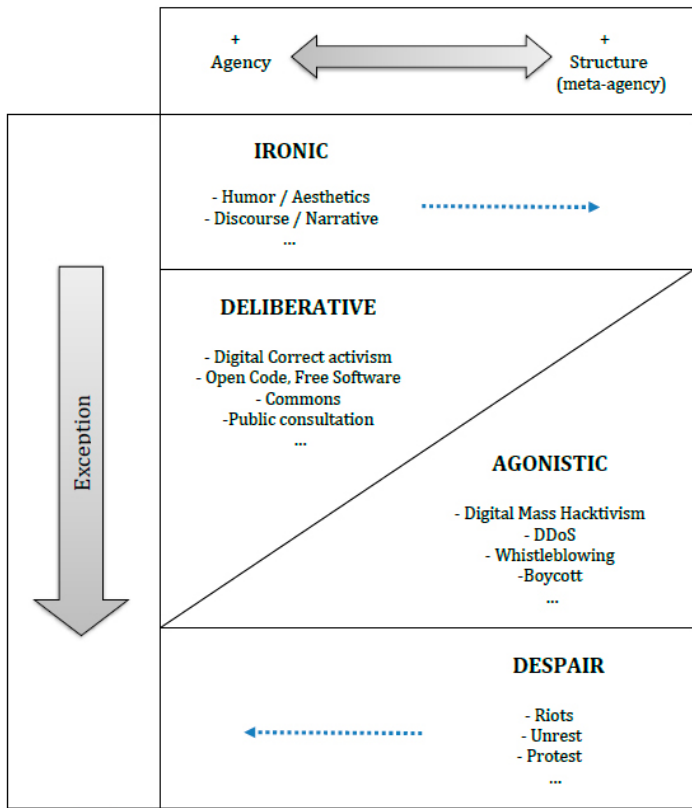 +
Agency
+
Structure
(meta-agency)
IRONIC
- Humor / Aesthetics
- Discourse / Narrative
...
Exception
DELIBERATIVE
- Digital Correct activism
- Open Code, Free Software
- Commons
-Public consultation
...
AGONISTIC
- Digital Mass Hacktivism
- DDoS
- Whistleblowing
-Boycott
...
DESPAIR
- Riots
- Unrest
- Protest
...